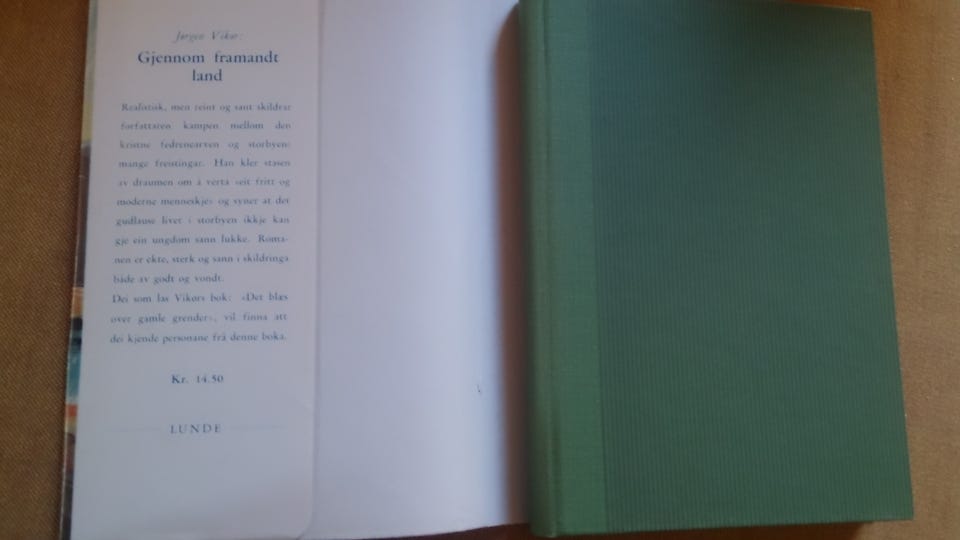 Jørgen Vikør:
Gjennom framandt
land
Realistisk, men reint og sant skildrar
forfattaren kampen mellom den
kristne fedrenearven og storbyens
mange freistingar. Han kler stasen
av draumen om å verta «eit fritt og
moderne menneskje» og syner at det
gudlause livet i storbyen ikkje kan
gje ein ungdom sann lukke. Roma-
nen er ekte, sterk og sann i skildringa
både av godt og vondt.
Dei som las Vikørs bok: «Det blæs
over gamle grender», vil finna att
dei kjende personane frå denne boka.
Kr. 14.50
LUNDE